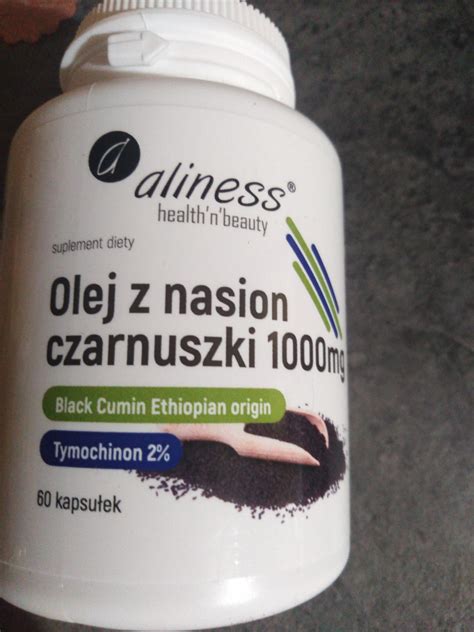 aliness®
health'n'beauty
suplement diety
Olej z nasion
czarnuszki 1000mg
Black Cumin Ethiopian origin
Tymochinon 2%
60 kapsułek